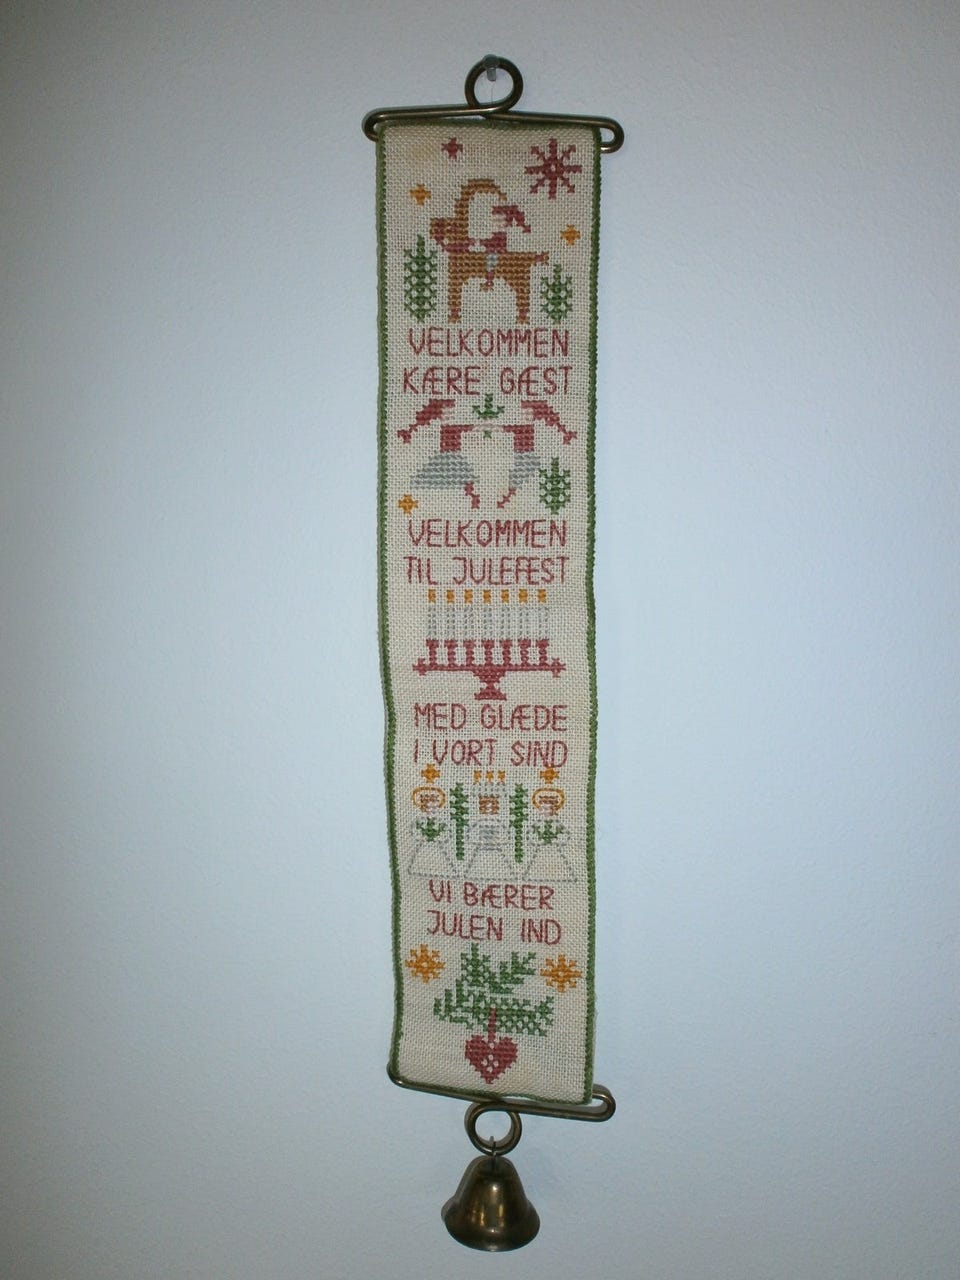 VELKOMMEN
KÆRE GÆST
VELKOMMEN
TIL JULEFEST
MED GLÆDE
I VORT SIND
VI BÆRER
JULEN IND